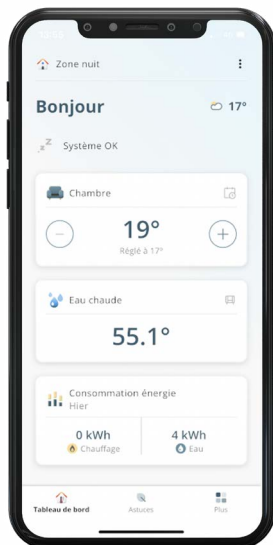 Zone nuit
Bonjour
17°
Système OK
Chambre
19°
Réglé à 17°
Eau chaude
55.1°
Consommation énergie
Hier
0 kWh 4 kWh
Chauffage Eau
Tableau de bord Astuces Plus